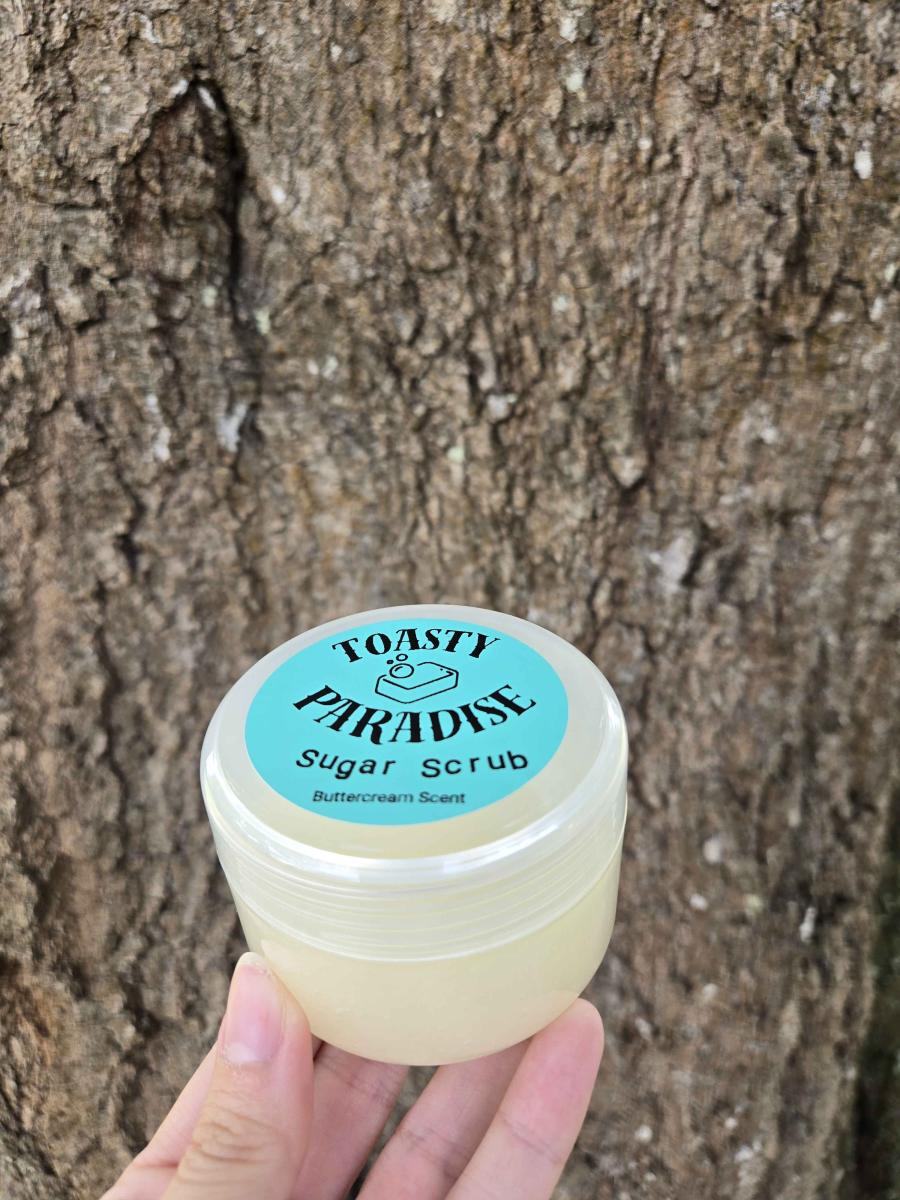 TOASTY
PARADISE
Sugar Scrub
Buttercream Scent